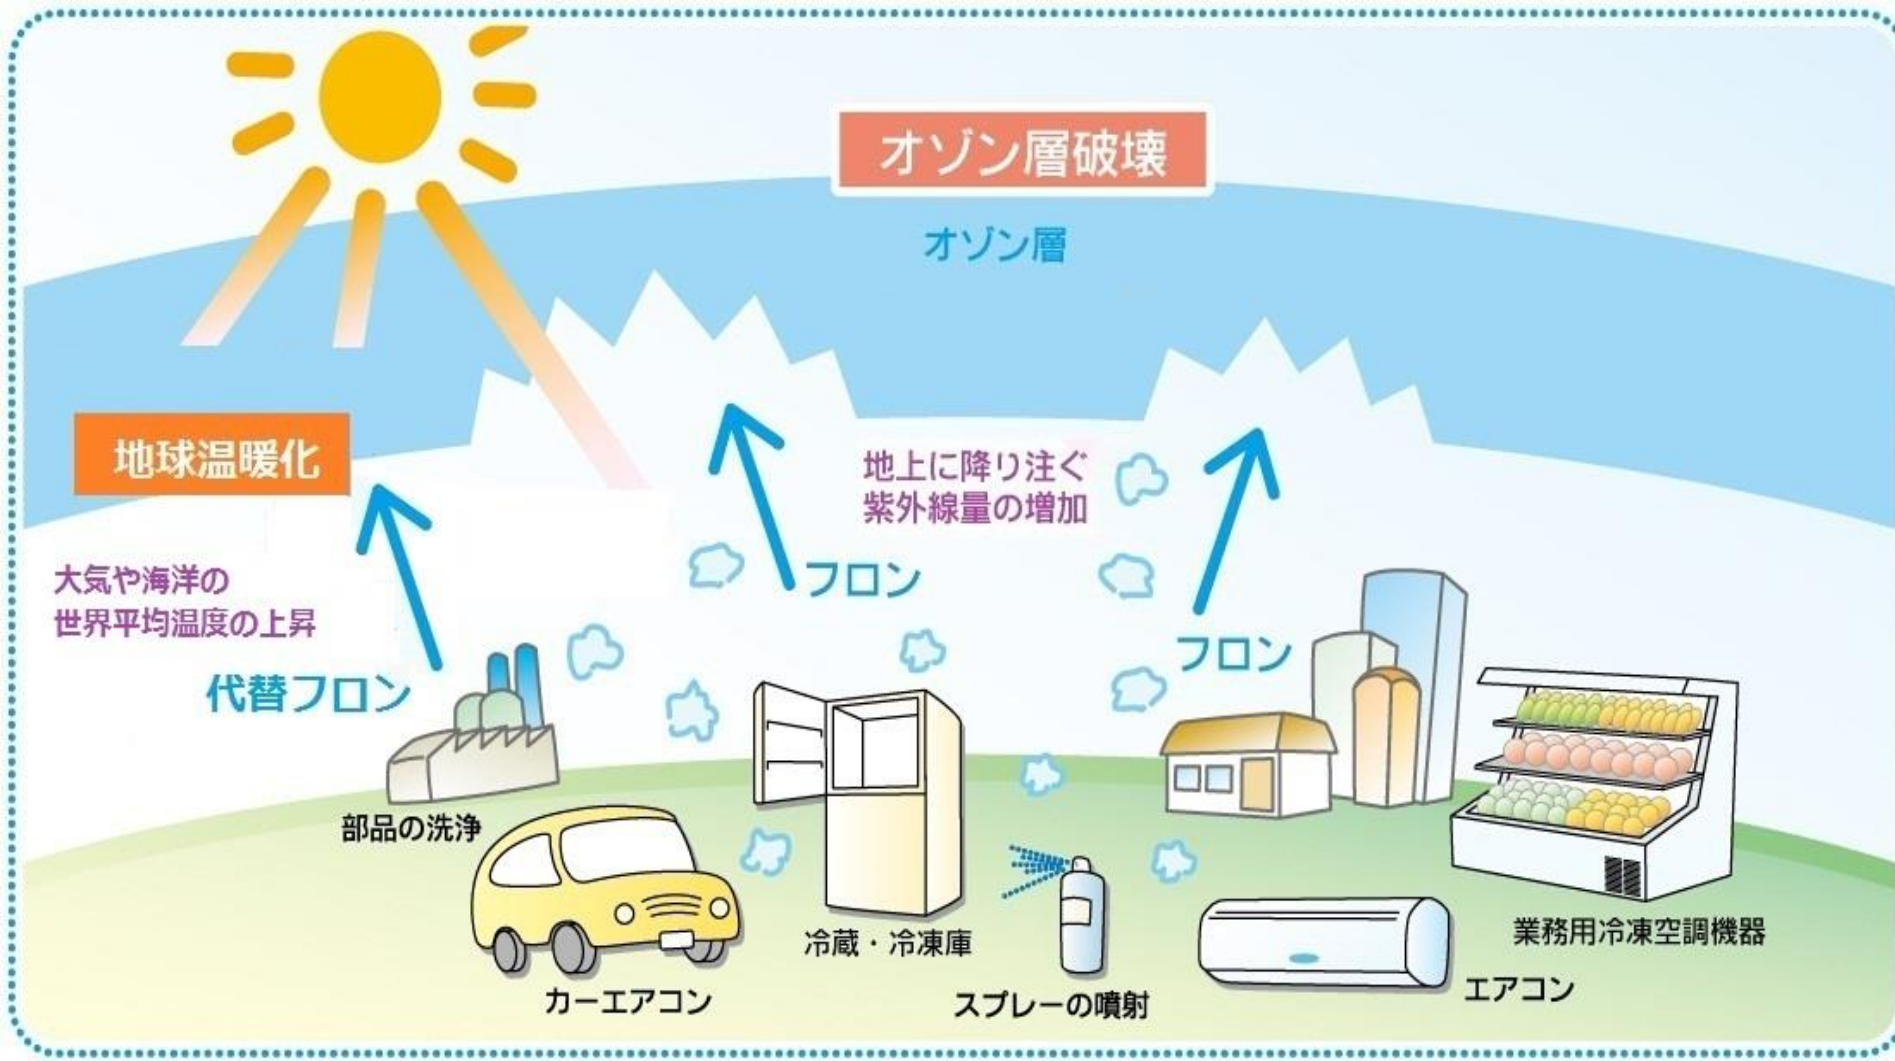 オゾン層破壊
オゾン層
地球温暖化
地上に降り注ぐ
紫外線量の増加
大気や海洋の
世界平均温度の上昇
フロン
フロン
代替フロン
部品の洗浄
カーエアコン
冷蔵・冷凍庫
スプレーの噴射
エアコン
業務用冷凍空調機器